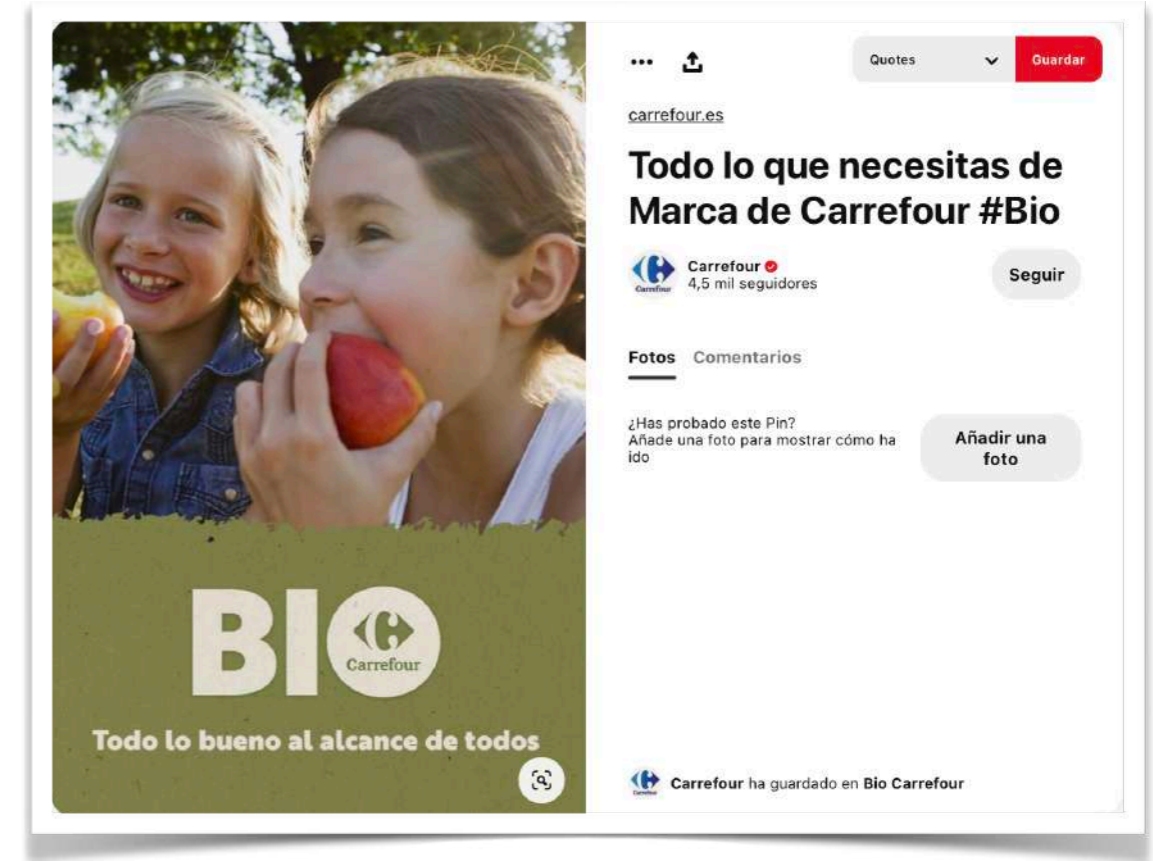 BIO
Carrefour
Todo lo bueno al alcance de todos
Quotes
Guardar
carrefour.es
Todo lo que necesitas de
Marca de Carrefour #Bio
Carrefour
Carrefour
4,5 mil seguidores
Seguir
Fotos Comentarios
¿Has probado este Pin?
Añade una foto para mostrar cómo ha
ido
Añadir una
foto
Carrefour
Carrefour ha guardado en Bio Carrefour